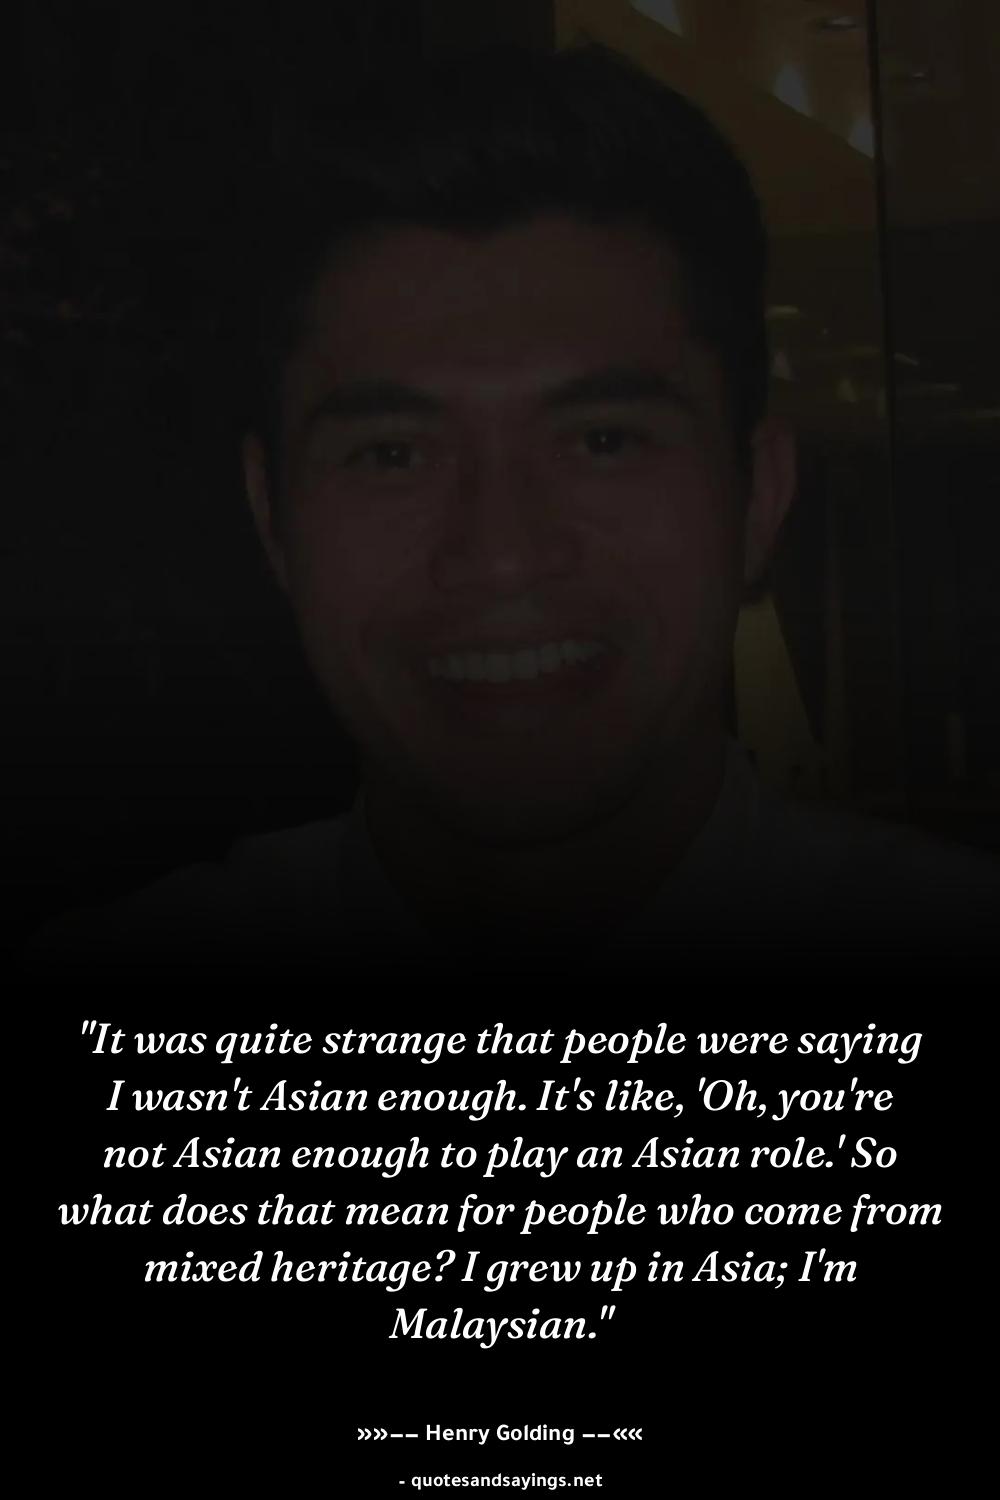 "It was quite strange that people were saying
I wasn't Asian enough. It's like, 'Oh, you're
not Asian enough to play an Asian role.' So
what does that mean for people who come from
mixed heritage? I grew up in Asia; I'm
Malaysian."
»»−− Henry Golding −−««
- quotesandsayings.net